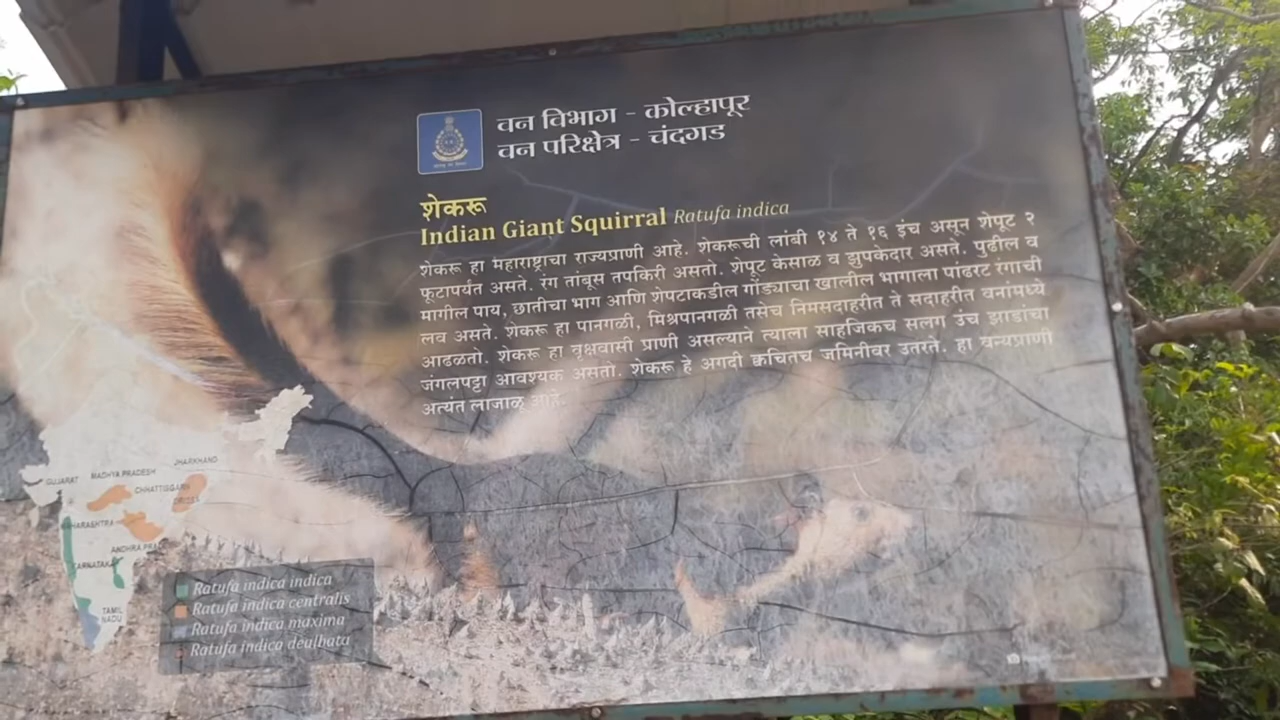 वन विभाग - कोल्हापूर
वन परिक्षेत्र - चंदगड
शेकरू
Indian Giant Squirral Ratufa indica
शेकरू हा महाराष्ट्राचा राज्यप्राणी आहे. शेकरूची लांबी १४ ते १६ इंच असून शेपूट २
फूटापर्यंत असते. रंग तांबूस तपकिरी असतो. शेपूट केसाळ व झुपकेदार असते. पुढील व
मागील पाय, छातीचा भाग आणि शेपटाकडील गोंड्याचा खालील भागाला पांढरट रंगाची
लव असते. शेकरू हा पानगळी, मिश्रपानगळी तसेच निमसदाहरीत ते सदाहरीत वनांमध्ये
आढळतो. शेकरू हा वृक्षवासी प्राणी असल्याने त्याला साहजिकच सलग उंच झाडांचा
जंगलपट्टा आवश्यक असतो. शेकरू हे अगदी क्वचितच जमिनीवर उतरते. हा वन्यप्राणी
अत्यंत लाजाळू आहे.
JHARKHAND
GUJARAT MADHYA PRADESH
CHHATTISGARH
ORISSA
MAHARASHTRA
ANDHRA PRA
KARNATAKA
TAMIL
NADU
Ratufa indica indica
Ratufa indica centralis
Ratufa indica maxima
Ratufa indica dealbata